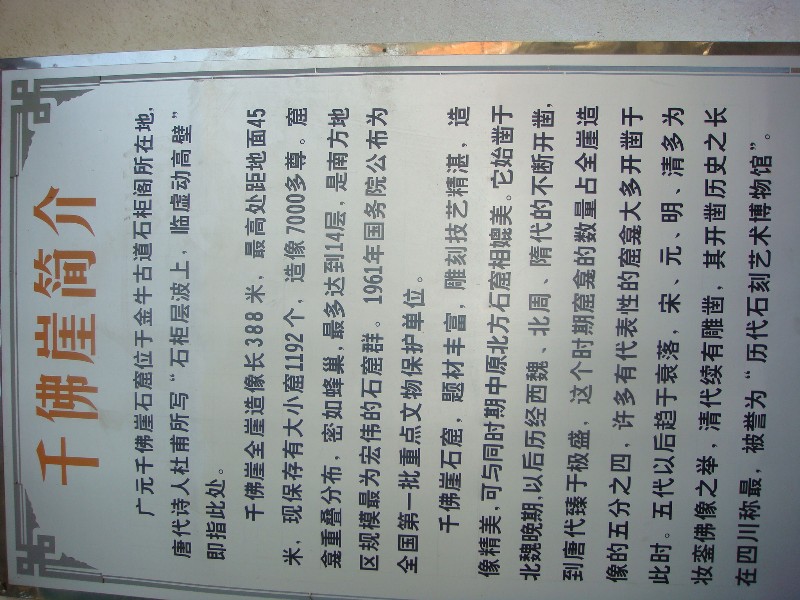 千佛崖简介
广元千佛崖石窟位于金牛古道石柜阁所在地，
唐代诗人杜甫所写“石柜层波上，临虚动高壁”
即指此处。
千佛崖全崖造像长388米，最高处距地面45
米，现保存有大小窟1192个，造像7000多尊。窟
龛重叠分布，密如蜂巢，最多达到14层，是南方地
区规模最为宏伟的石窟群。1961年国务院公布为
全国第一批重点文物保护单位。
千佛崖石窟，题材丰富，雕刻技艺精湛，造
像精美，可与同时期中原北方石窟相媲美。它始凿于
北魏晚期，以后历经西魏、北周、隋代的不断开凿，
到唐代臻于极盛，这个时期窟龛的数量占全崖造
像的五分之四，许多有代表性的窟龛大多开凿于
此时。五代以后趋于衰落，宋、元、明、清多为
妆銮佛像之举，清代续有雕凿，其开凿历史之长
在四川称最，被誉为“历代石刻艺术博物馆”。